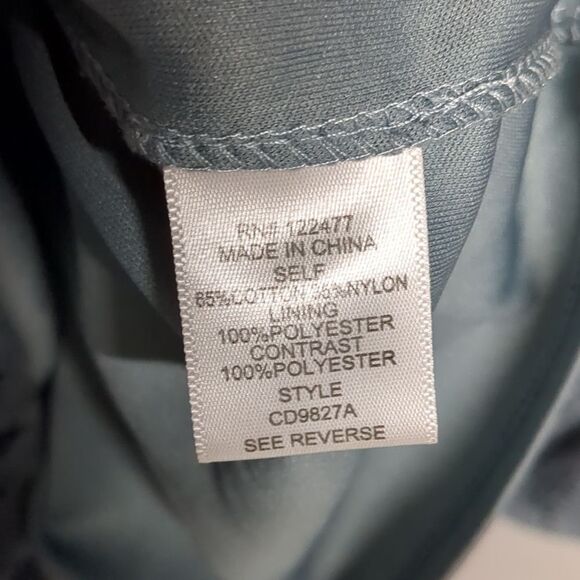 RN# 122477
MADE IN CHINA
SELF
65%COTTON 35%NYLON
LINING
100%POLYESTER
CONTRAST
100%POLYESTER
STYLE
CD9827A
SEE REVERSE